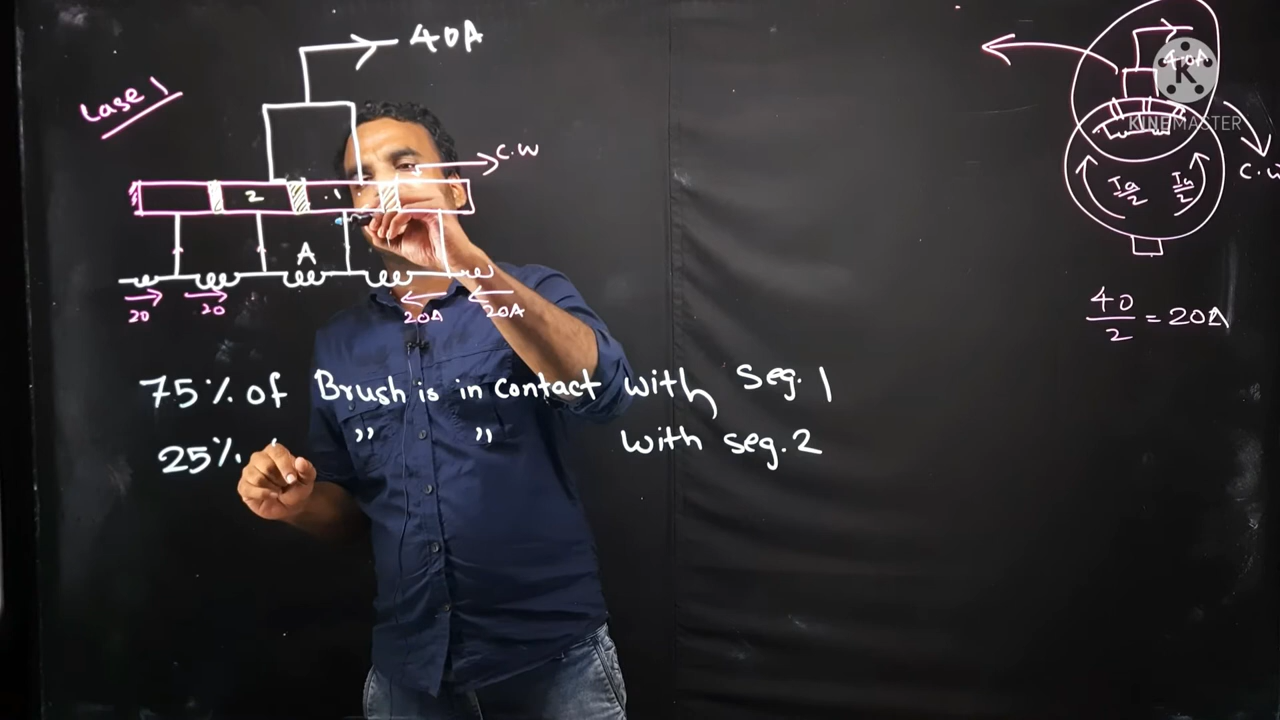 40A
Case 1
C.W
2
1
A
20
20
20A
20A
75% of Brush is in contact with seg. 1
25% " " with seg. 2
40A
K
KINEMASTER
C.W
Ia/2
Ia/2
40/2 = 20A